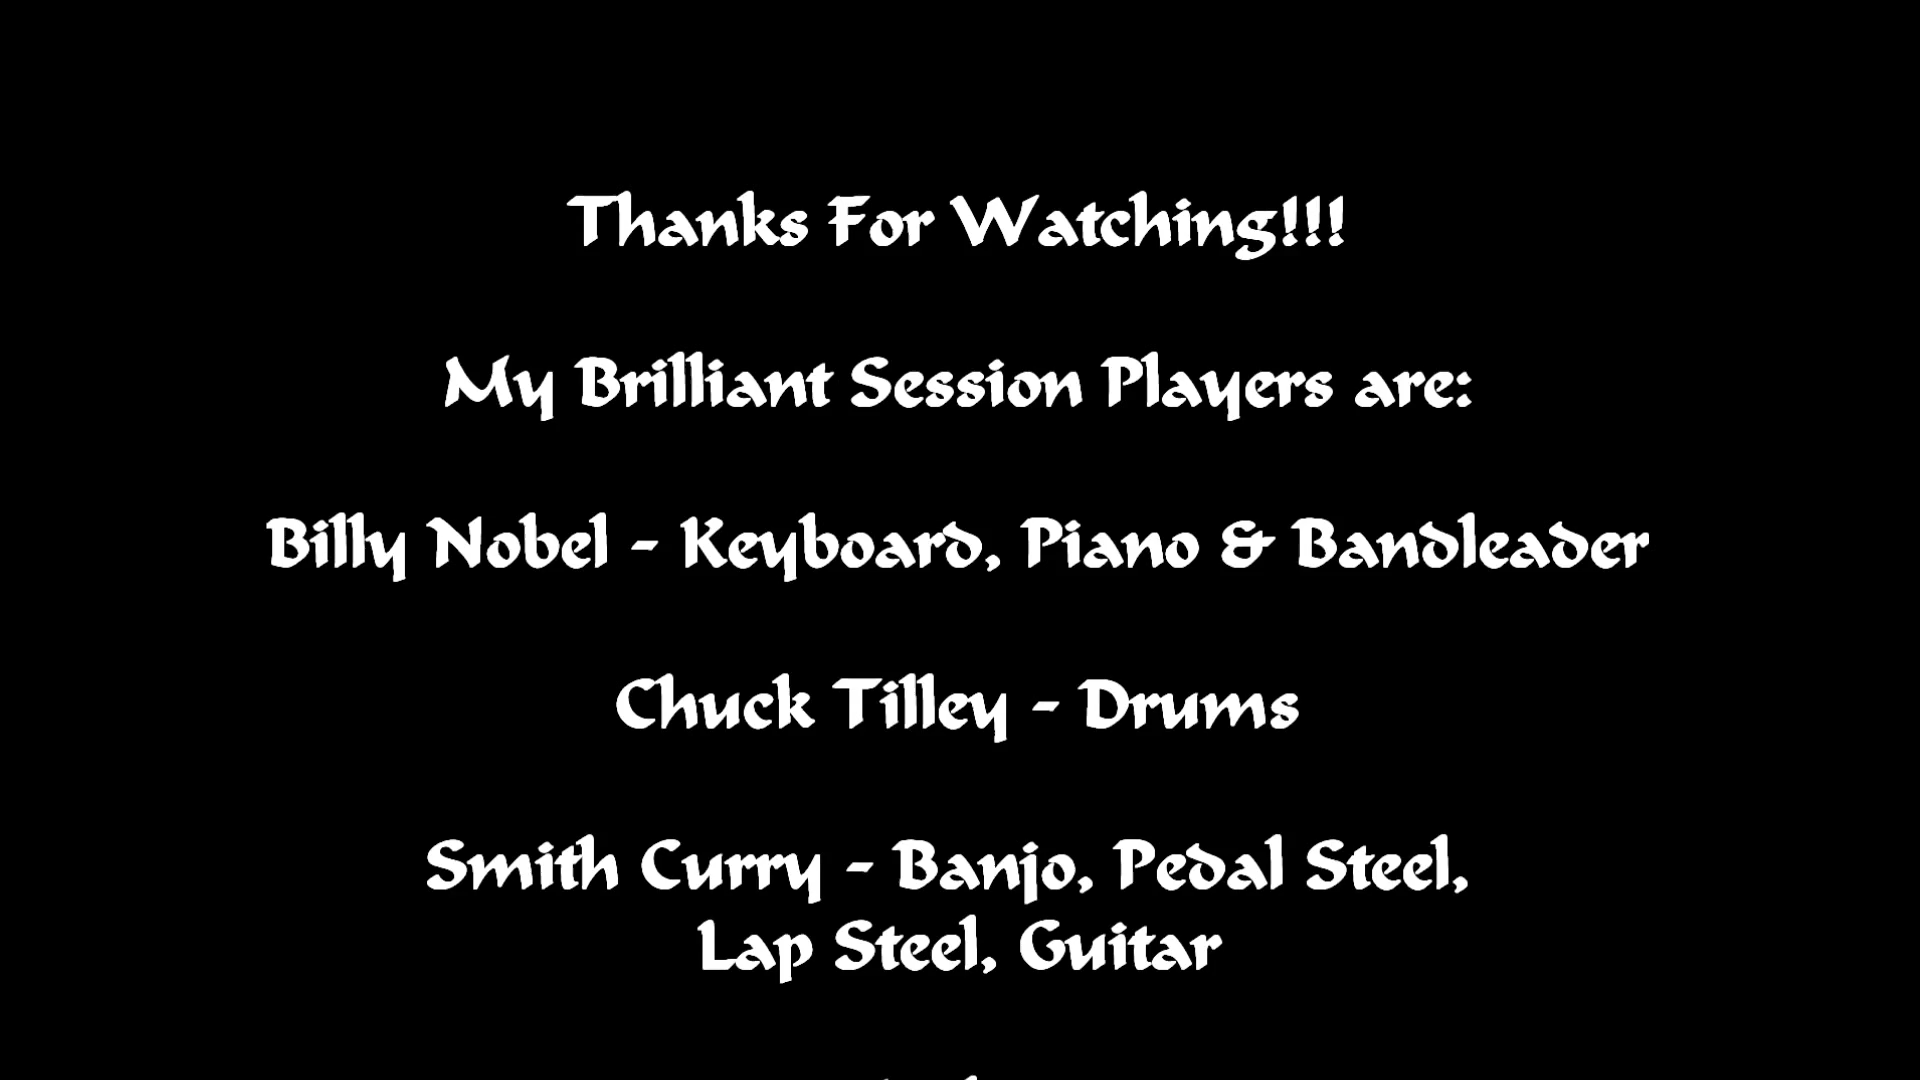 Thanks For Watching!!!
My Brilliant Session Players are:
Billy Nobel - Keyboard, Piano & Bandleader
Chuck Tilley - Drums
Smith Curry - Banjo, Pedal Steel,
Lap Steel, Guitar